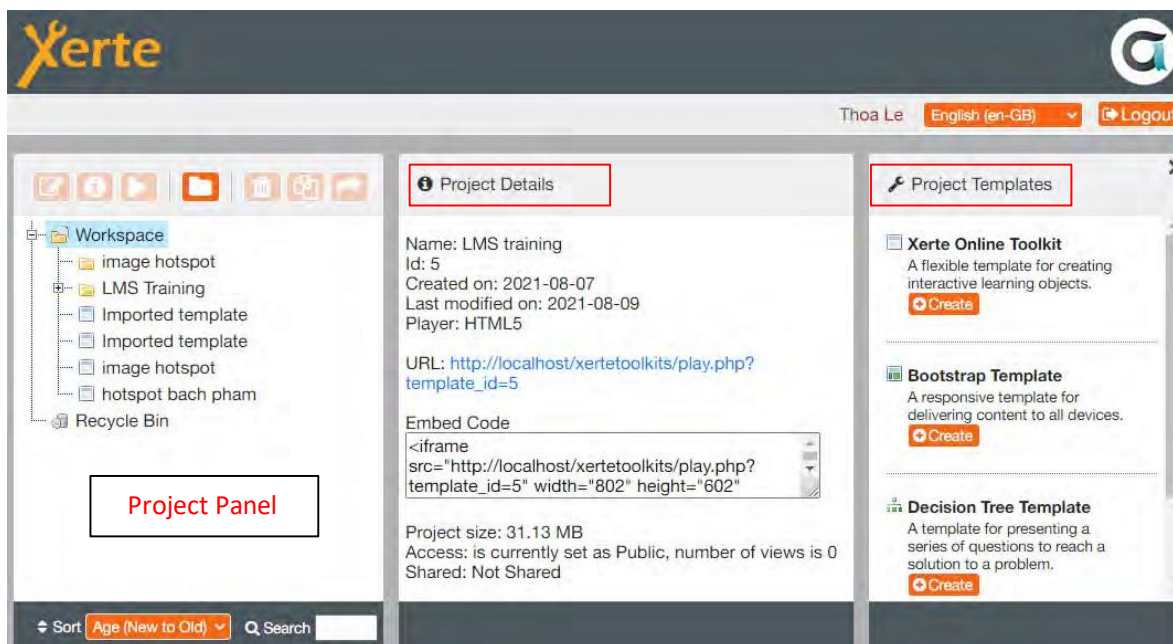 Xerte
Thoa Le English (en-GB) Logout
Workspace
image hotspot
LMS Training
Imported template
Imported template
image hotspot
hotspot bach pham
Recycle Bin
Project Panel
Sort Age (New to Old) Search
Project Details
Name: LMS training
Id: 5
Created on: 2021-08-07
Last modified on: 2021-08-09
Player: HTML5
URL: http://localhost/xertetoolkits/play.php?
template_id=5
Embed Code
<iframe
src="http://localhost/xertetoolkits/play.php?
template_id=5" width="802" height="602"
Project size: 31.13 MB
Access: is currently set as Public, number of views is 0
Shared: Not Shared
Project Templates
Xerte Online Toolkit
A flexible template for creating
interactive learning objects.
Create
Bootstrap Template
A responsive template for
delivering content to all devices.
Create
Decision Tree Template
A template for presenting a
series of questions to reach a
solution to a problem.
Create